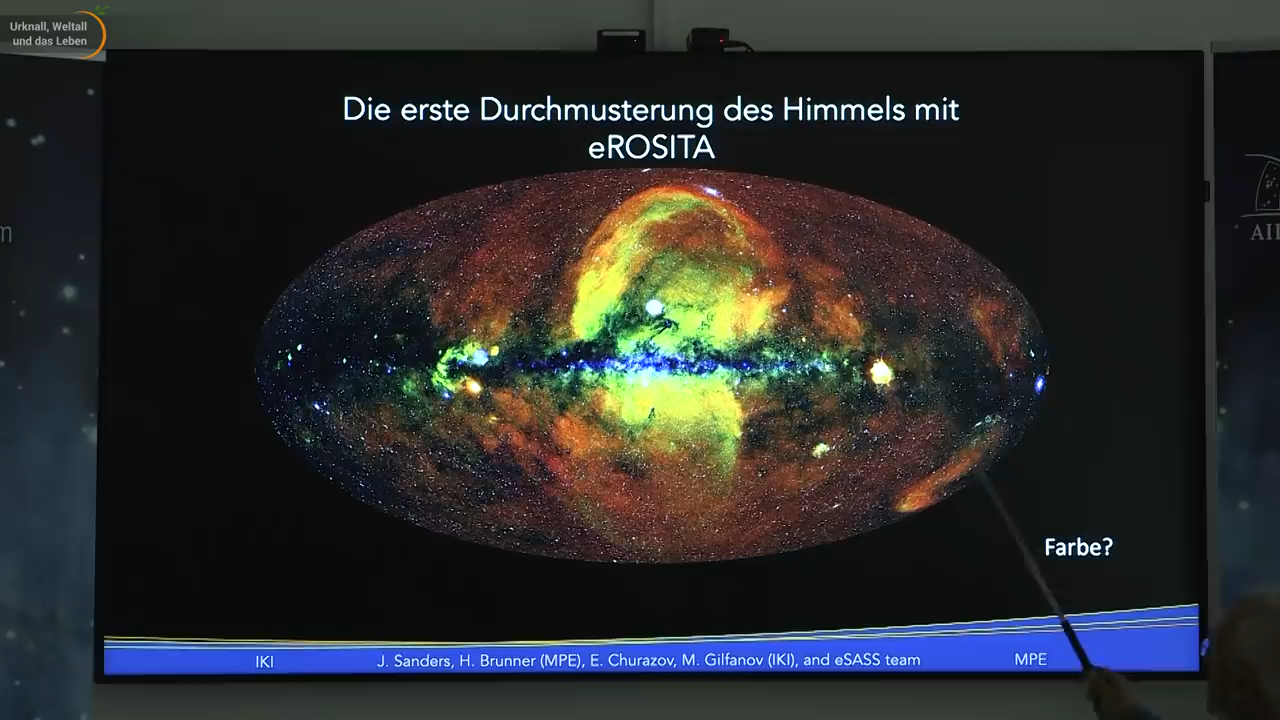 Urknall, Weltall
und das Leben
Die erste Durchmusterung des Himmels mit
eROSITA
Farbe?
IKI
J. Sanders, H. Brunner (MPE), E. Churazov, M. Gilfanov (IKI), and eSASS team
MPE